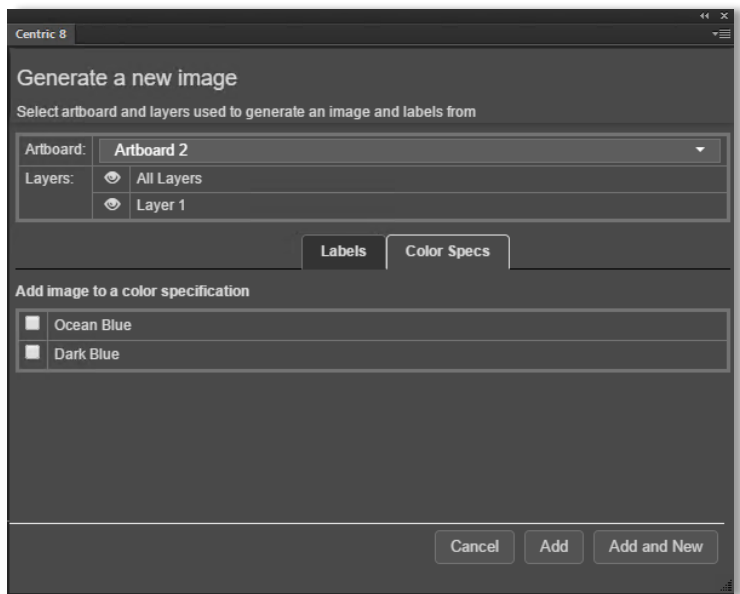 Centric 8
Generate a new image
Select artboard and layers used to generate an image and labels from
Artboard: Artboard 2
Layers: All Layers
Layer 1
Labels Color Specs
Add image to a color specification
Ocean Blue
Dark Blue
Cancel Add Add and New